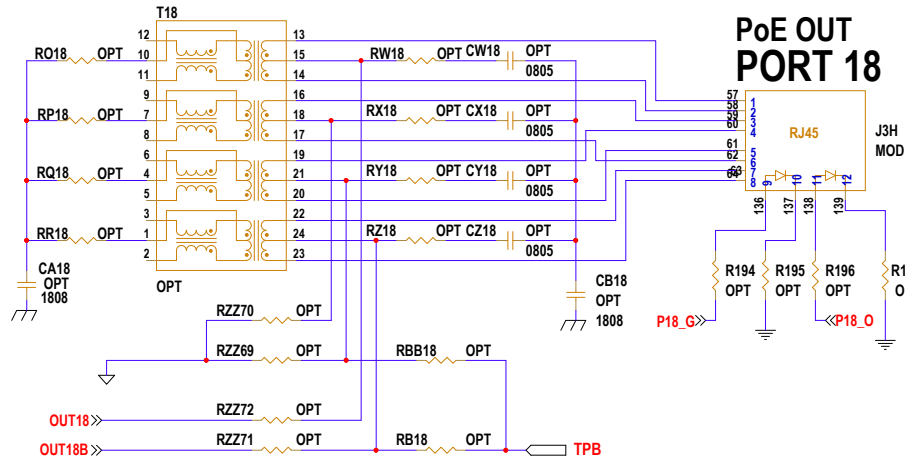 T18
PoE OUT
PORT 18
12
13
RO18
OPT
10
15
RW18
OPT
CW18
OPT
0805
11
14
9
16
RP18
OPT
7
18
RX18
OPT
CX18
OPT
0805
8
17
6
19
RQ18
OPT
4
21
RY18
OPT
CY18
OPT
0805
5
20
3
22
RR18
OPT
1
24
RZ18
OPT
CZ18
OPT
0805
2
23
OPT
57
58
59
60
61
62
63
64
1
2
3
4
5
6
7
8
RJ45
J3H
MOD
9
10
11
12
136
137
138
139
CA18
OPT
1808
CB18
OPT
1808
R194
OPT
R195
OPT
R196
OPT
R1
O
P18_G
P18_O
RZZ70
OPT
RZZ69
OPT
RBB18
OPT
OUT18
RZZ72
OPT
OUT18B
RZZ71
OPT
RB18
OPT
TPB